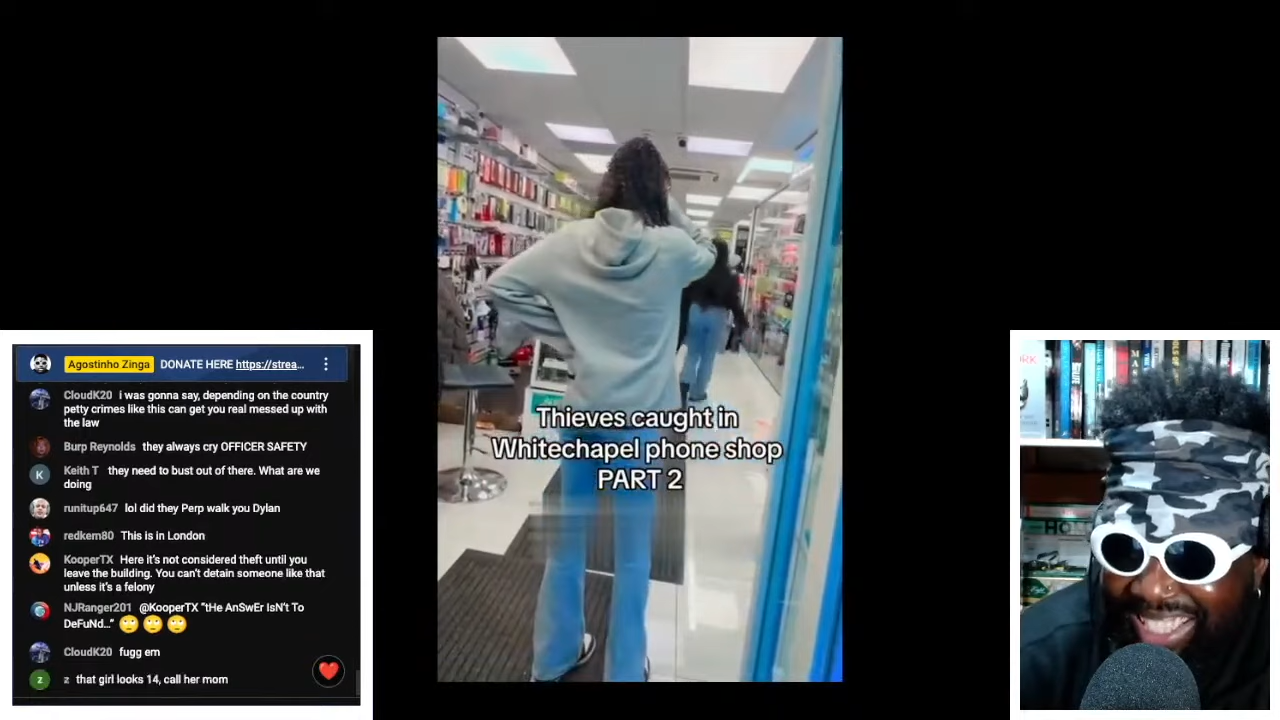 Agostinho Zinga DONATE HERE https://strea...
CloudK20 i was gonna say, depending on the country
petty crimes like this can get you real messed up with
the law
Burp Reynolds they always cry OFFICER SAFETY
K
Keith T they need to bust out of there. What are we
doing
runitup647 lol did they Perp walk you Dylan
redkem80 This is in London
KooperTX Here it's not considered theft until you
leave the building. You can't detain someone like that
unless it's a felony
NJRanger201 @KooperTX "tHe AnSwEr IsN't To
DeFuNd..." 🙄 🙄 🙄
CloudK20 fugg em
z
z that girl looks 14, call her mom
Thieves caught in
Whitechapel phone shop
PART 2